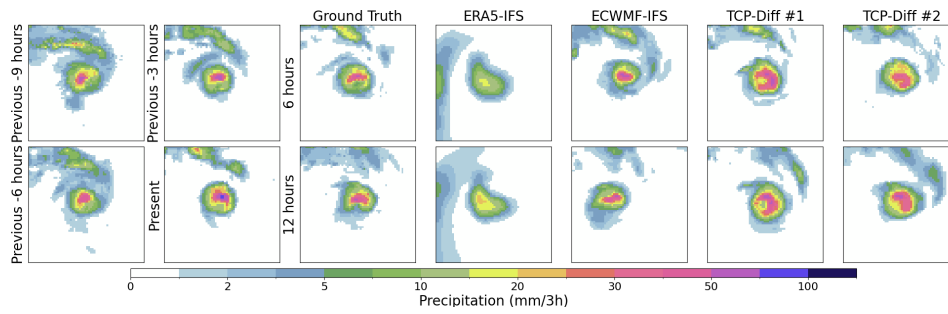 Ground Truth
ERA5-IFS
ECWMF-IFS
TCP-Diff #1
TCP-Diff #2
Previous -9 hours
Previous -3 hours
6 hours
Previous -6 hours
Present
12 hours
0 2 5 10 20 30 50 100
Precipitation (mm/3h)